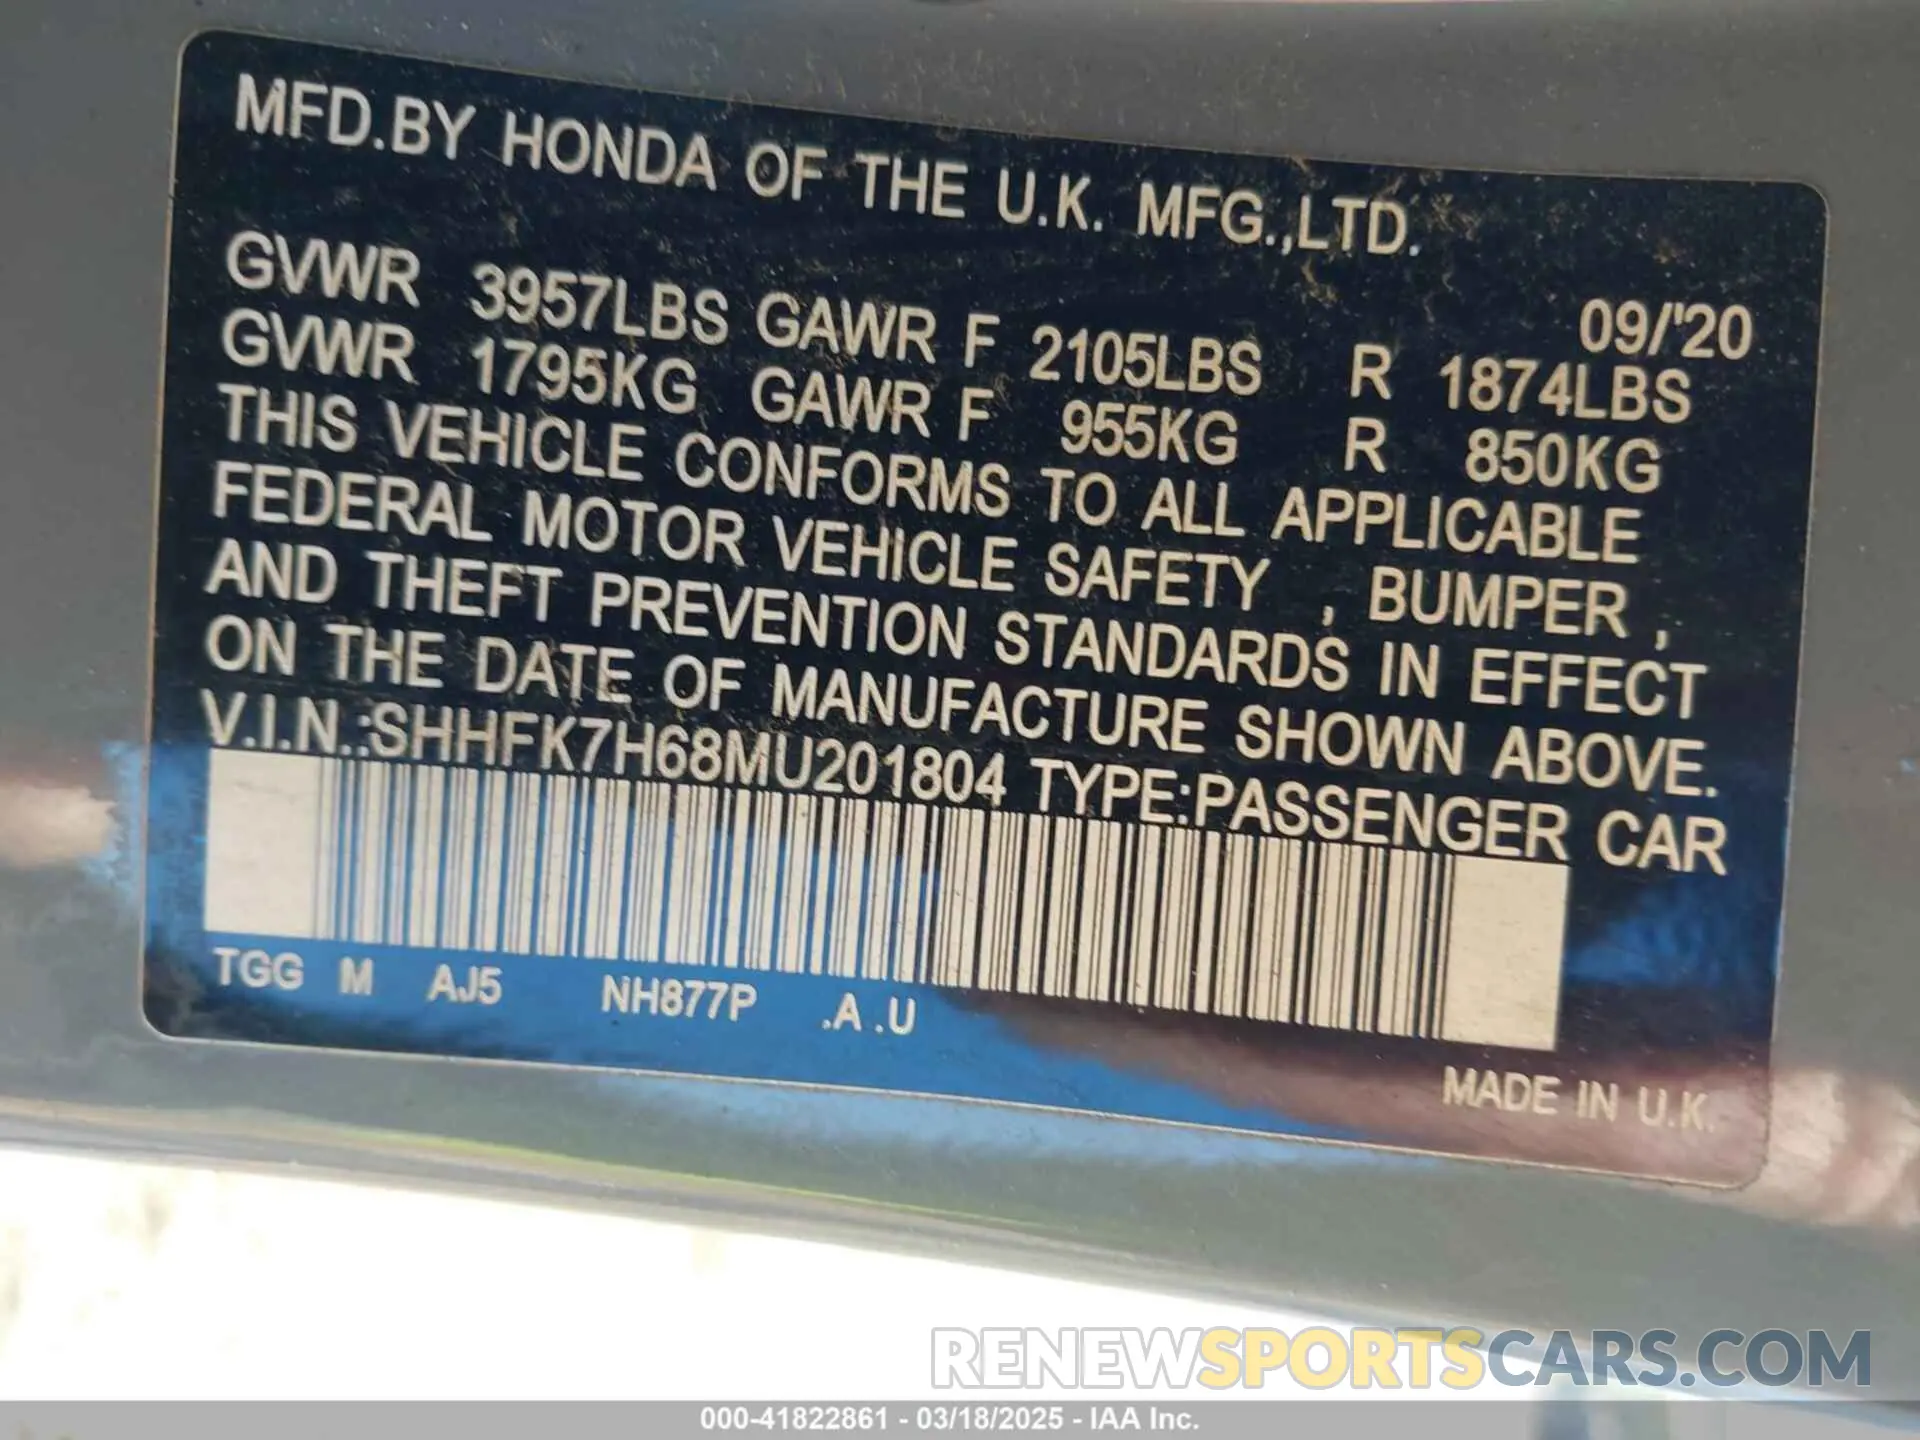 MFD.BY HONDA OF THE U.K. MFG.,LTD.
09/'20
GVWR 3957LBS GAWR F 2105LBS R 1874LBS
GVWR 1795KG GAWR F 955KG R 850KG
THIS VEHICLE CONFORMS TO ALL APPLICABLE
FEDERAL MOTOR VEHICLE SAFETY , BUMPER ,
AND THEFT PREVENTION STANDARDS IN EFFECT
ON THE DATE OF MANUFACTURE SHOWN ABOVE.
V.I.N.:SHHFK7H68MU201804 TYPE:PASSENGER CAR
TGG M AJ5 NH877P .A .U
MADE IN U.K.
RENEWSPORTSCARS.COM
000-41822861 - 03/18/2025 - IAA Inc.